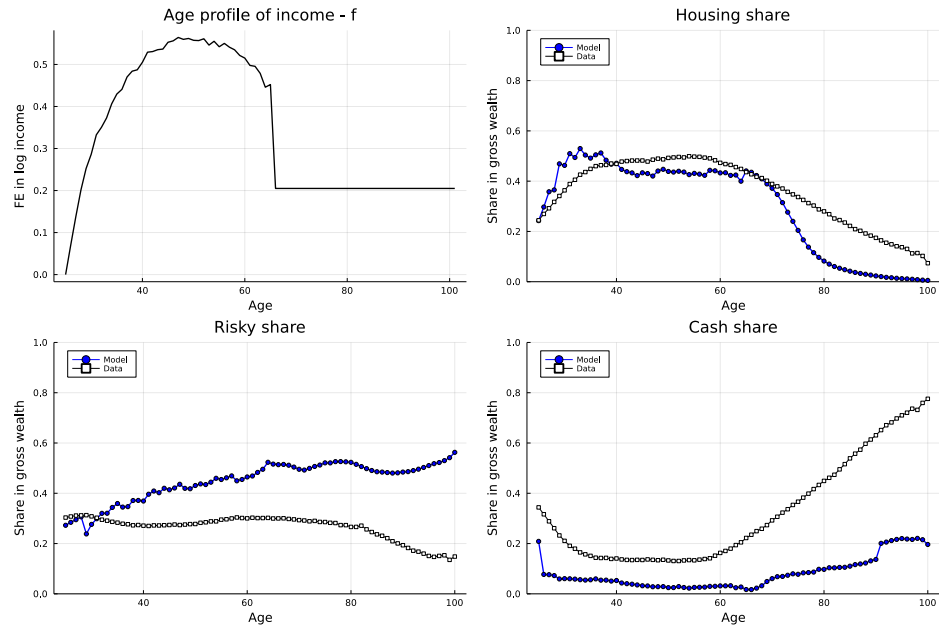 Age profile of income - f
FE in log income
0.5
0.4
0.3
0.2
0.1
0.0
40
60
80
100
Age
Housing share
Model
Data
Share in gross wealth
1.0
0.8
0.6
0.4
0.2
0.0
40
60
80
100
Age
Risky share
Model
Data
Share in gross wealth
1.0
0.8
0.6
0.4
0.2
0.0
40
60
80
100
Age
Cash share
Model
Data
Share in gross wealth
1.0
0.8
0.6
0.4
0.2
0.0
40
60
80
100
Age